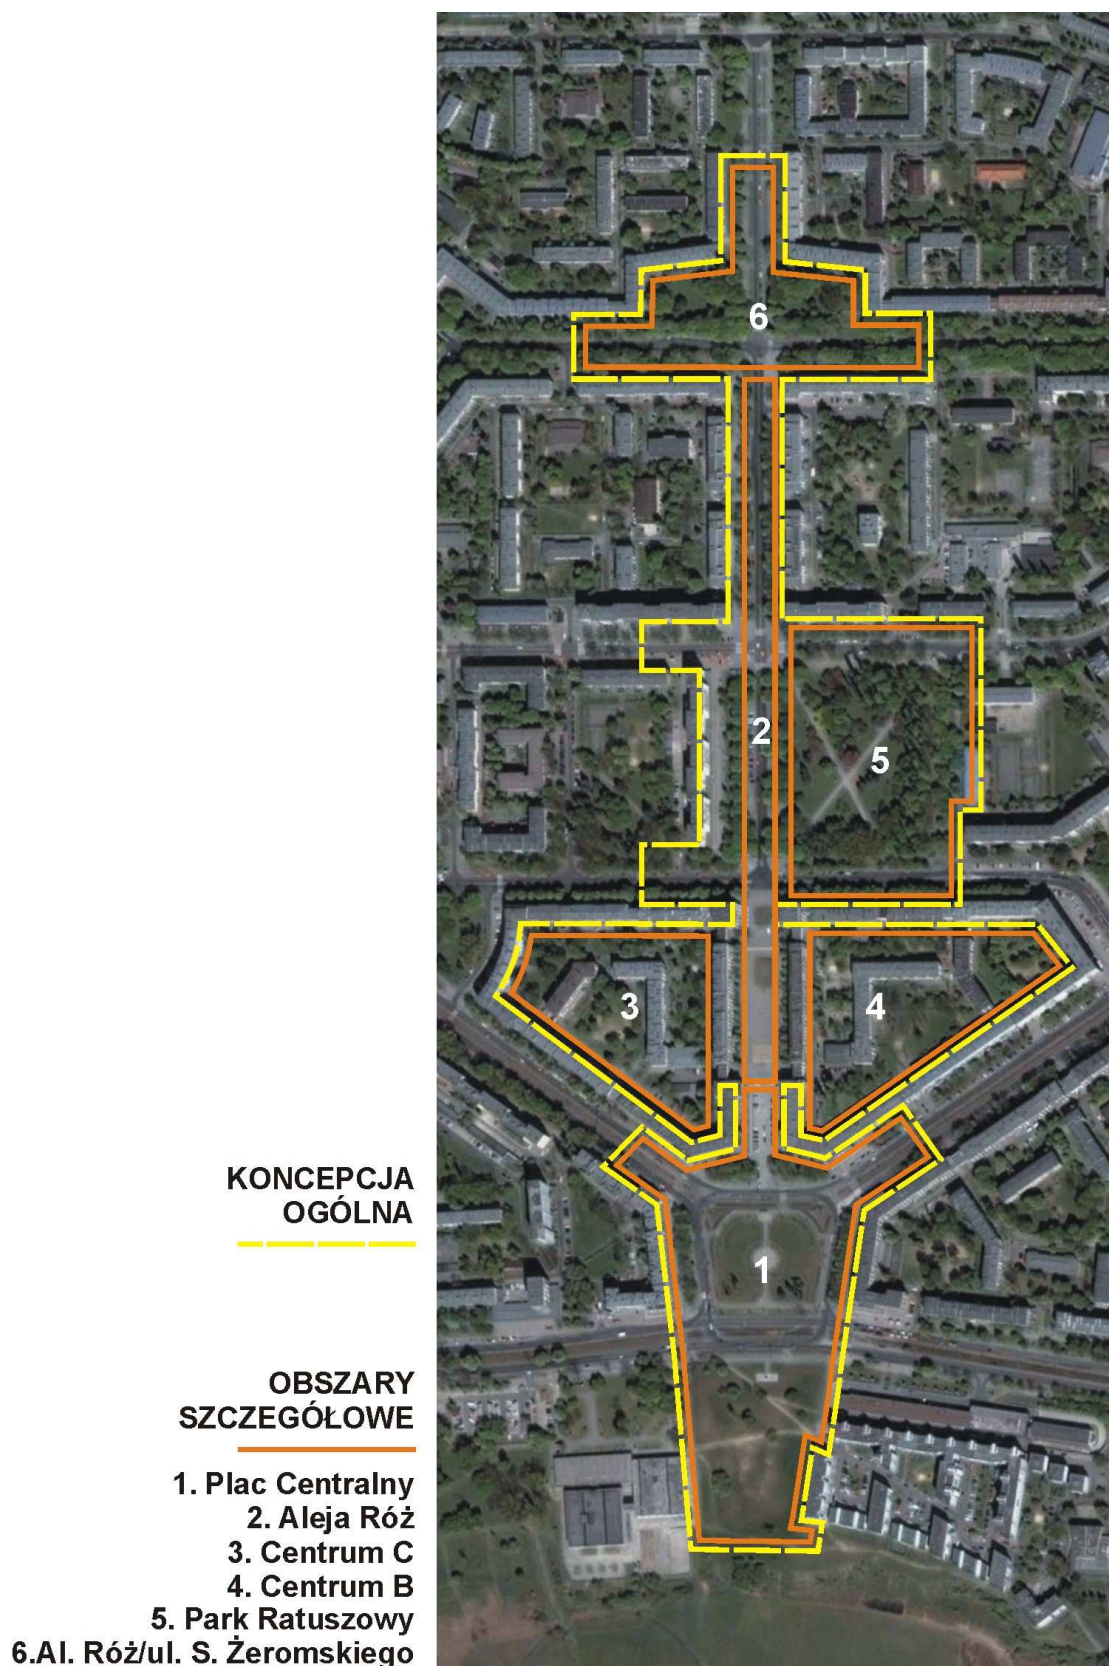 6
2
5
3
4
1
KONCEPCJA
OGÓLNA
OBSZARY
SZCZEGÓŁOWE
1. Plac Centralny
2. Aleja Róż
3. Centrum C
4. Centrum B
5. Park Ratuszowy
6.Al. Róż/ul. S. Żeromskiego